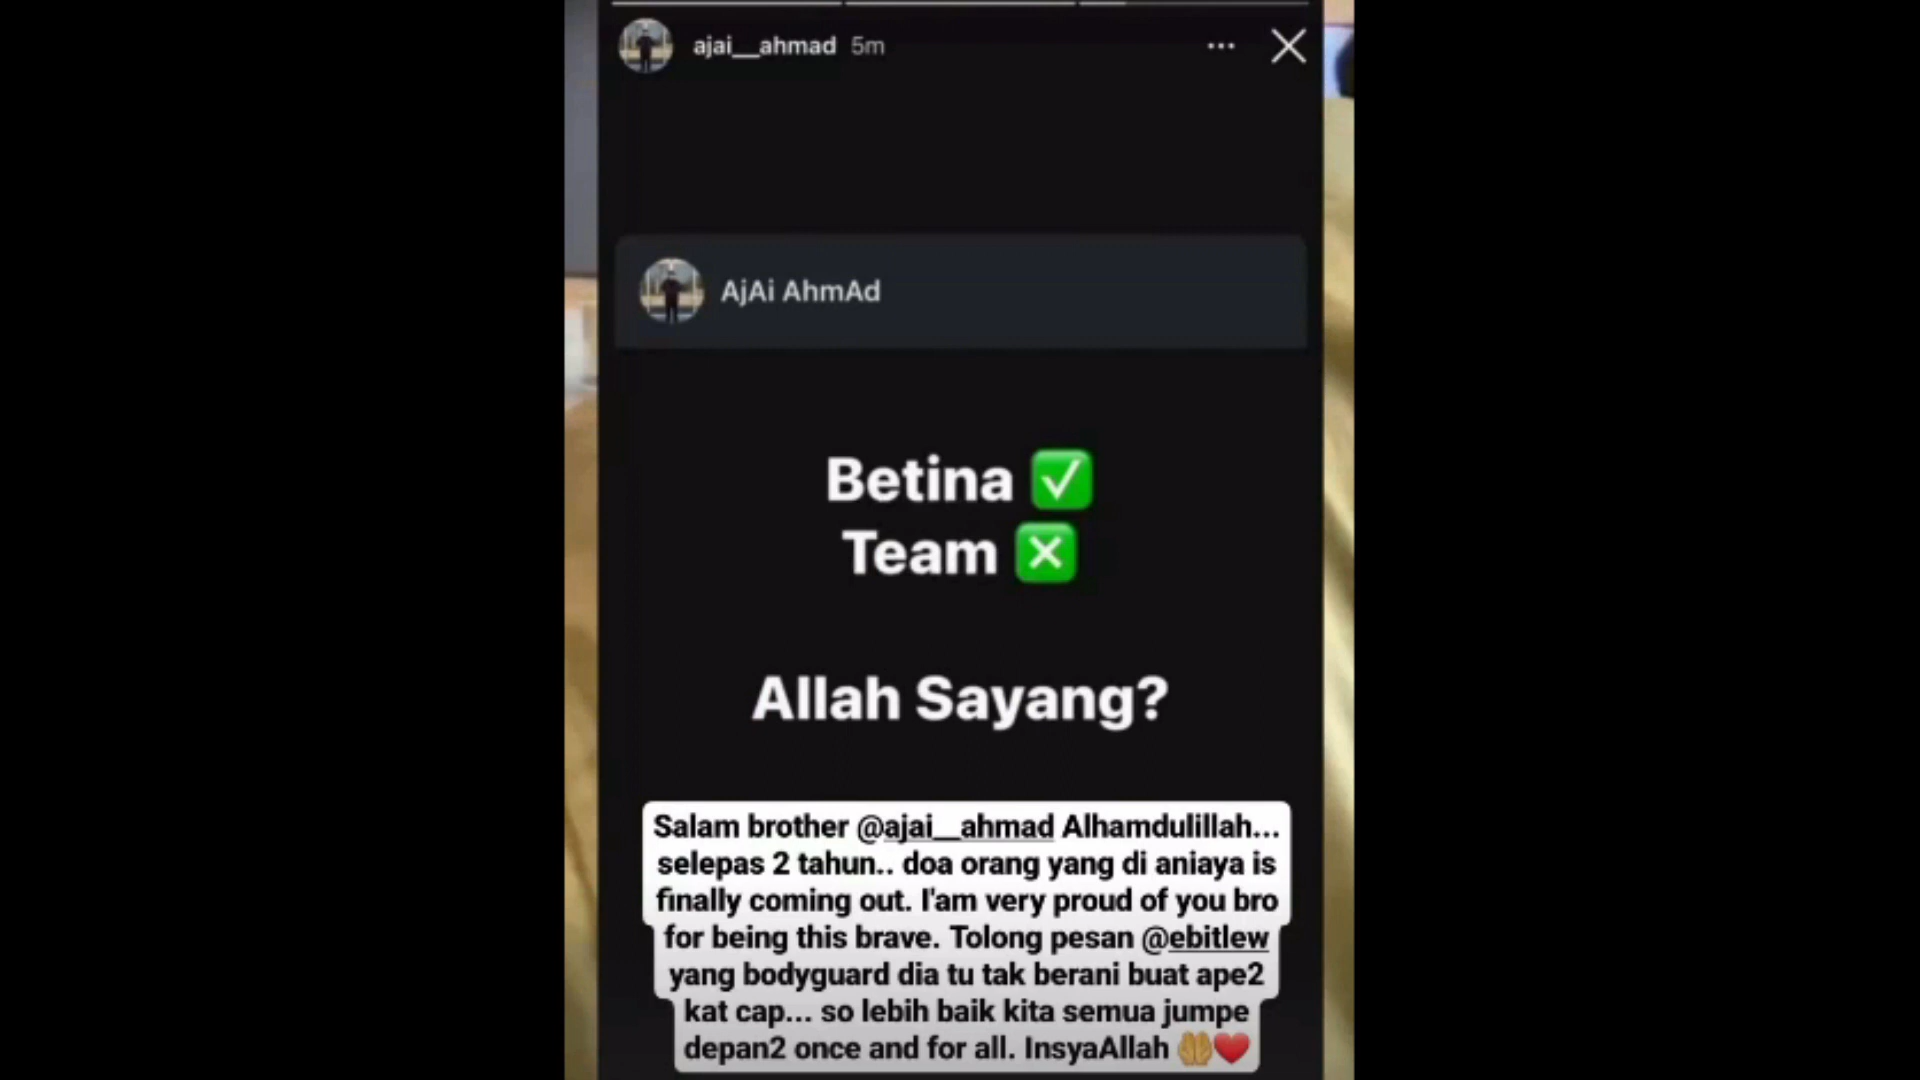 ajai__ahmad 5m
AjAi AhmAd
Betina ✅
Team ❎
Allah Sayang?
Salam brother @ajai__ahmad Alhamdulillah...
selepas 2 tahun.. doa orang yang di aniaya is
finally coming out. I'am very proud of you bro
for being this brave. Tolong pesan @ebitlew
yang bodyguard dia tu tak berani buat ape2
kat cap... so lebih baik kita semua jumpe
depan2 once and for all. InsyaAllah 🤲❤️